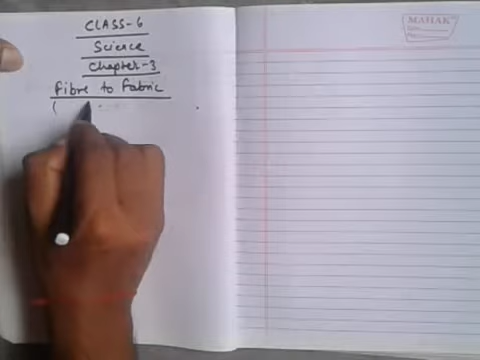 CLASS-6
Science
Chapter-3
Fibre to Fabric
(
MAHAK